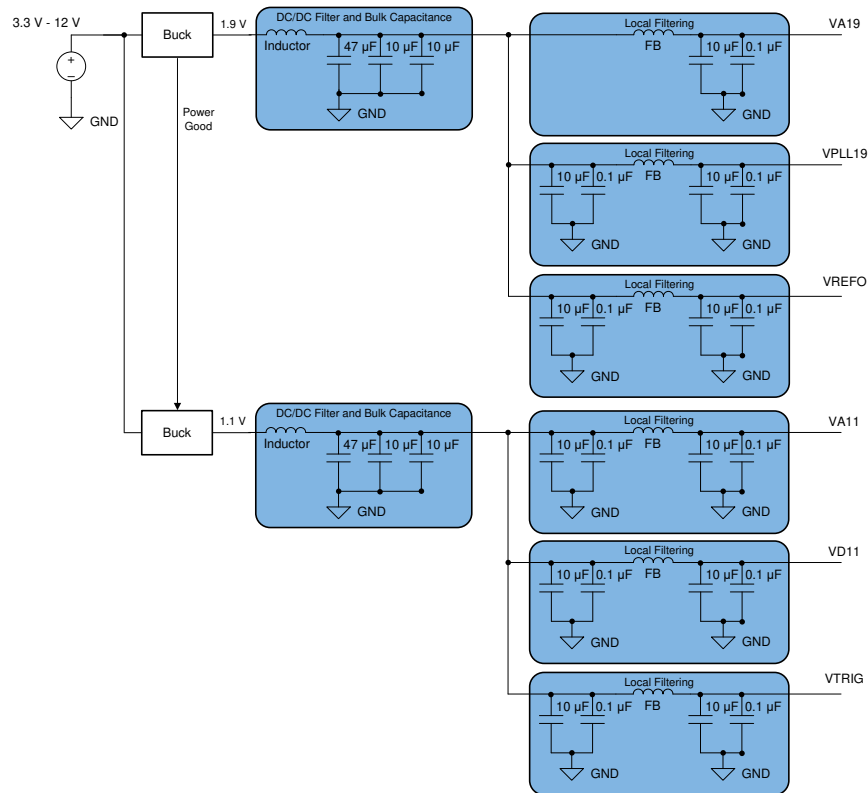 3.3 V - 12 V
Buck
1.9 V
GND
Power
Good
DC/DC Filter and Bulk Capacitance
Inductor
47 µF 10 µF 10 µF
GND
Local Filtering
FB
10 µF 0.1 µF
GND
VA19
Local Filtering
10 µF 0.1 µF
FB
10 µF 0.1 µF
GND
GND
VPLL19
Local Filtering
10 µF 0.1 µF
FB
10 µF 0.1 µF
GND
GND
VREFO
Buck
1.1 V
DC/DC Filter and Bulk Capacitance
Inductor
47 µF 10 µF 10 µF
GND
Local Filtering
10 µF 0.1 µF
FB
10 µF 0.1 µF
GND
GND
VA11
Local Filtering
10 µF 0.1 µF
FB
10 µF 0.1 µF
GND
GND
VD11
Local Filtering
10 µF 0.1 µF
FB
10 µF 0.1 µF
GND
GND
VTRIG